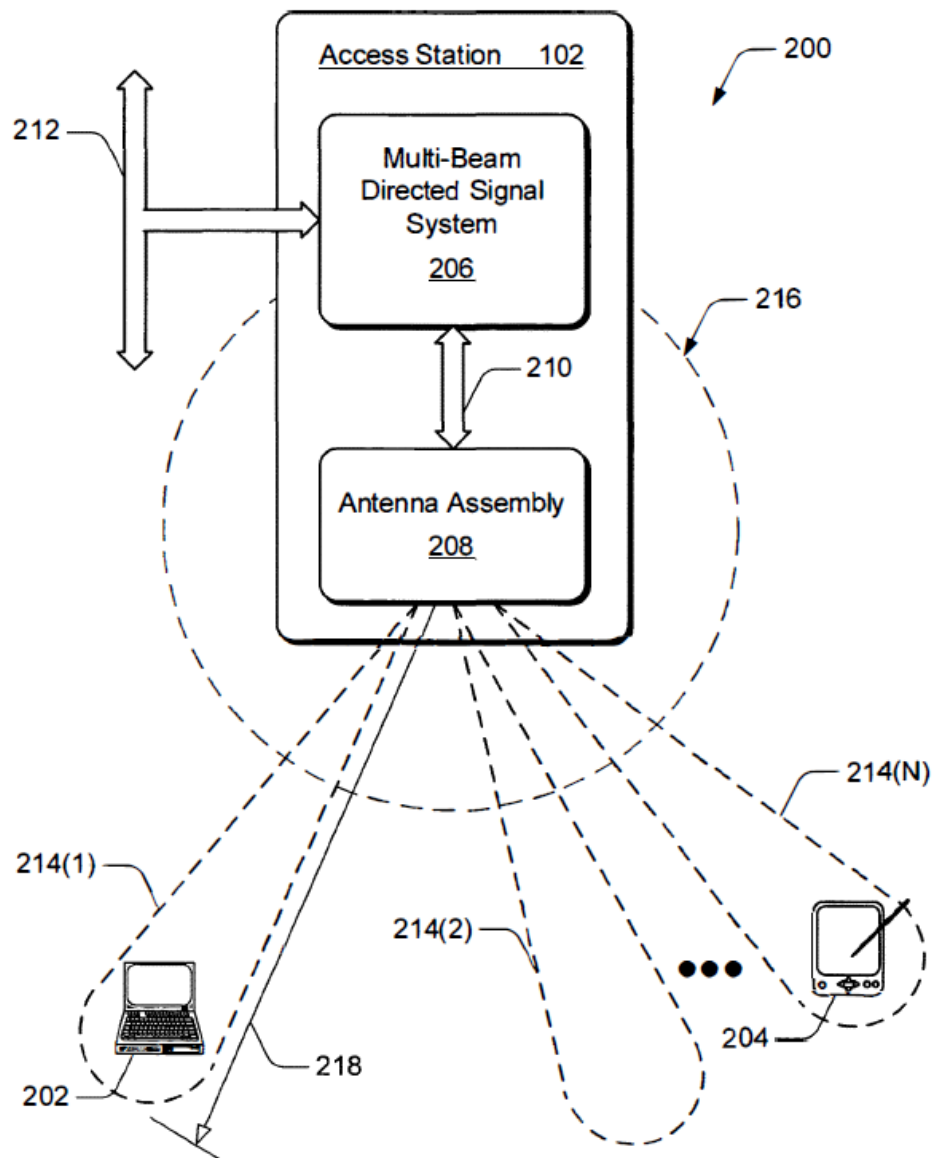 Access Station 102
200
212
Multi-Beam
Directed Signal
System
206
216
210
Antenna Assembly
208
214(N)
214(1)
214(2)
204
218
202